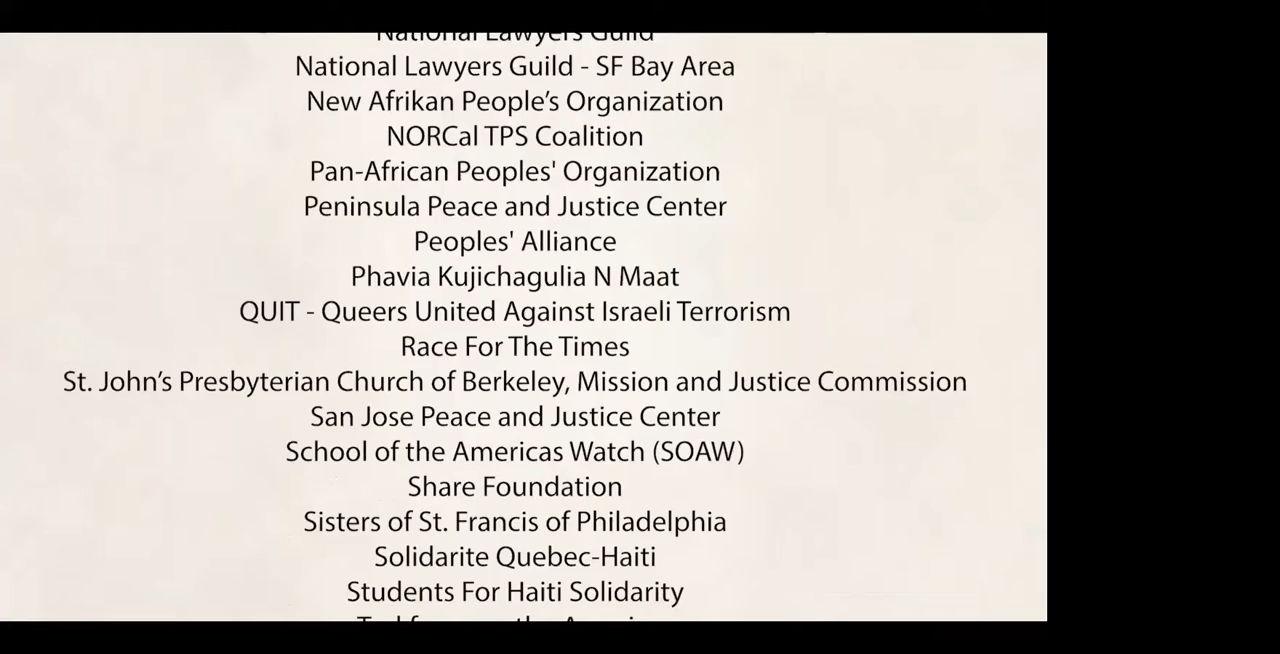 National Lawyers Guild
National Lawyers Guild - SF Bay Area
New Afrikan People’s Organization
NORCal TPS Coalition
Pan-African Peoples' Organization
Peninsula Peace and Justice Center
Peoples' Alliance
Phavia Kujichagulia N Maat
QUIT - Queers United Against Israeli Terrorism
Race For The Times
St. John’s Presbyterian Church of Berkeley, Mission and Justice Commission
San Jose Peace and Justice Center
School of the Americas Watch (SOAW)
Share Foundation
Sisters of St. Francis of Philadelphia
Solidarite Quebec-Haiti
Students For Haiti Solidarity